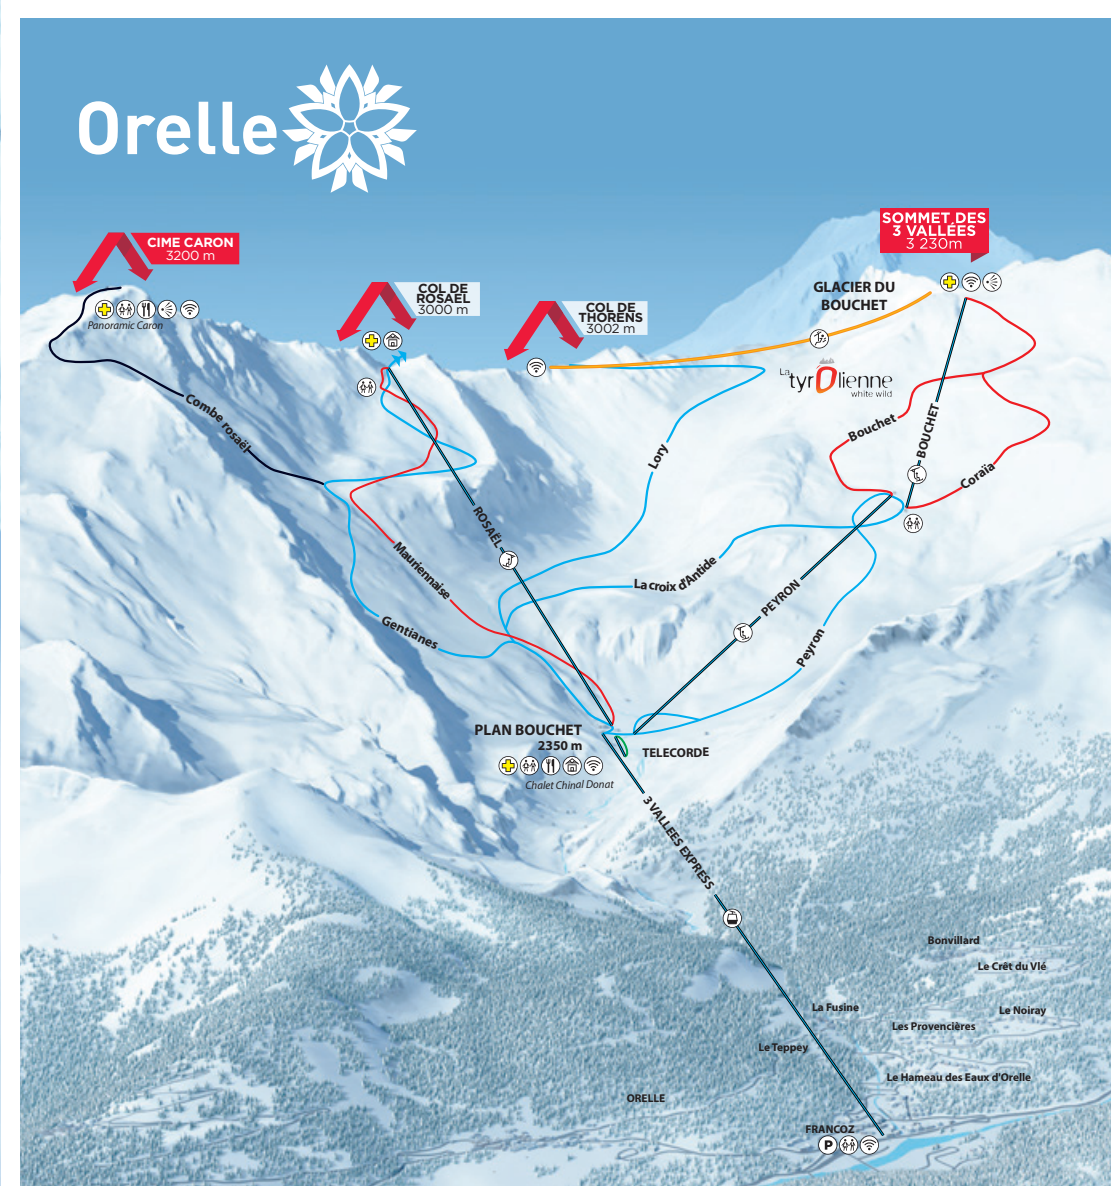 Orelle
SOMMET DES
3 VALLÉES
3 230m
CIME CARON
3200 m
Panoramic Caron
COL DE
ROSAËL
3000 m
COL DE
THORENS
3002 m
GLACIER DU
BOUCHET
La
tyrOlienne
white wild
Combe rosaël
Lory
Bouchet
BOUCHET
Coraïa
ROSAËL
Mauriennaise
La croix d'Antide
PEYRON
Gentianes
Peyron
PLAN BOUCHET
2350 m
Chalet Chinal Donat
TELECORDE
3 VALLEES EXPRESS
Bonvillard
Le Crêt du Vlé
La Fusine
Le Noiray
Les Provencières
Le Teppey
Le Hameau des Eaux d'Orelle
ORELLE
FRANCOZ
P